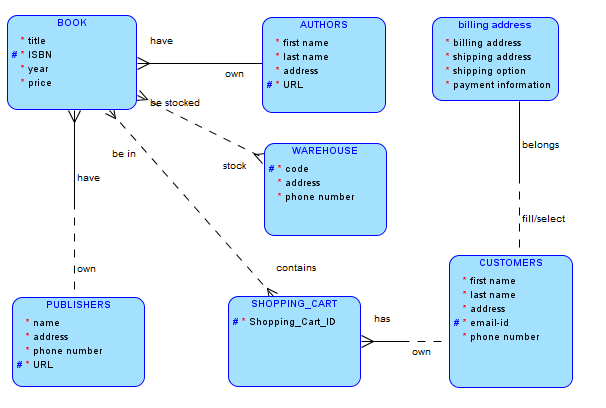 BOOK
* title
# * ISBN
* year
* price
have
own
AUTHORS
* first name
* last name
* address
# * URL
billing address
* billing address
* shipping address
* shipping option
* payment information
be stocked
be in
stock
WAREHOUSE
# * code
* address
* phone number
belongs
fill/select
have
own
contains
PUBLISHERS
* name
* address
* phone number
# * URL
SHOPPING_CART
# * Shopping_Cart_ID
has
own
CUSTOMERS
* first name
* last name
* address
# * email-id
* phone number